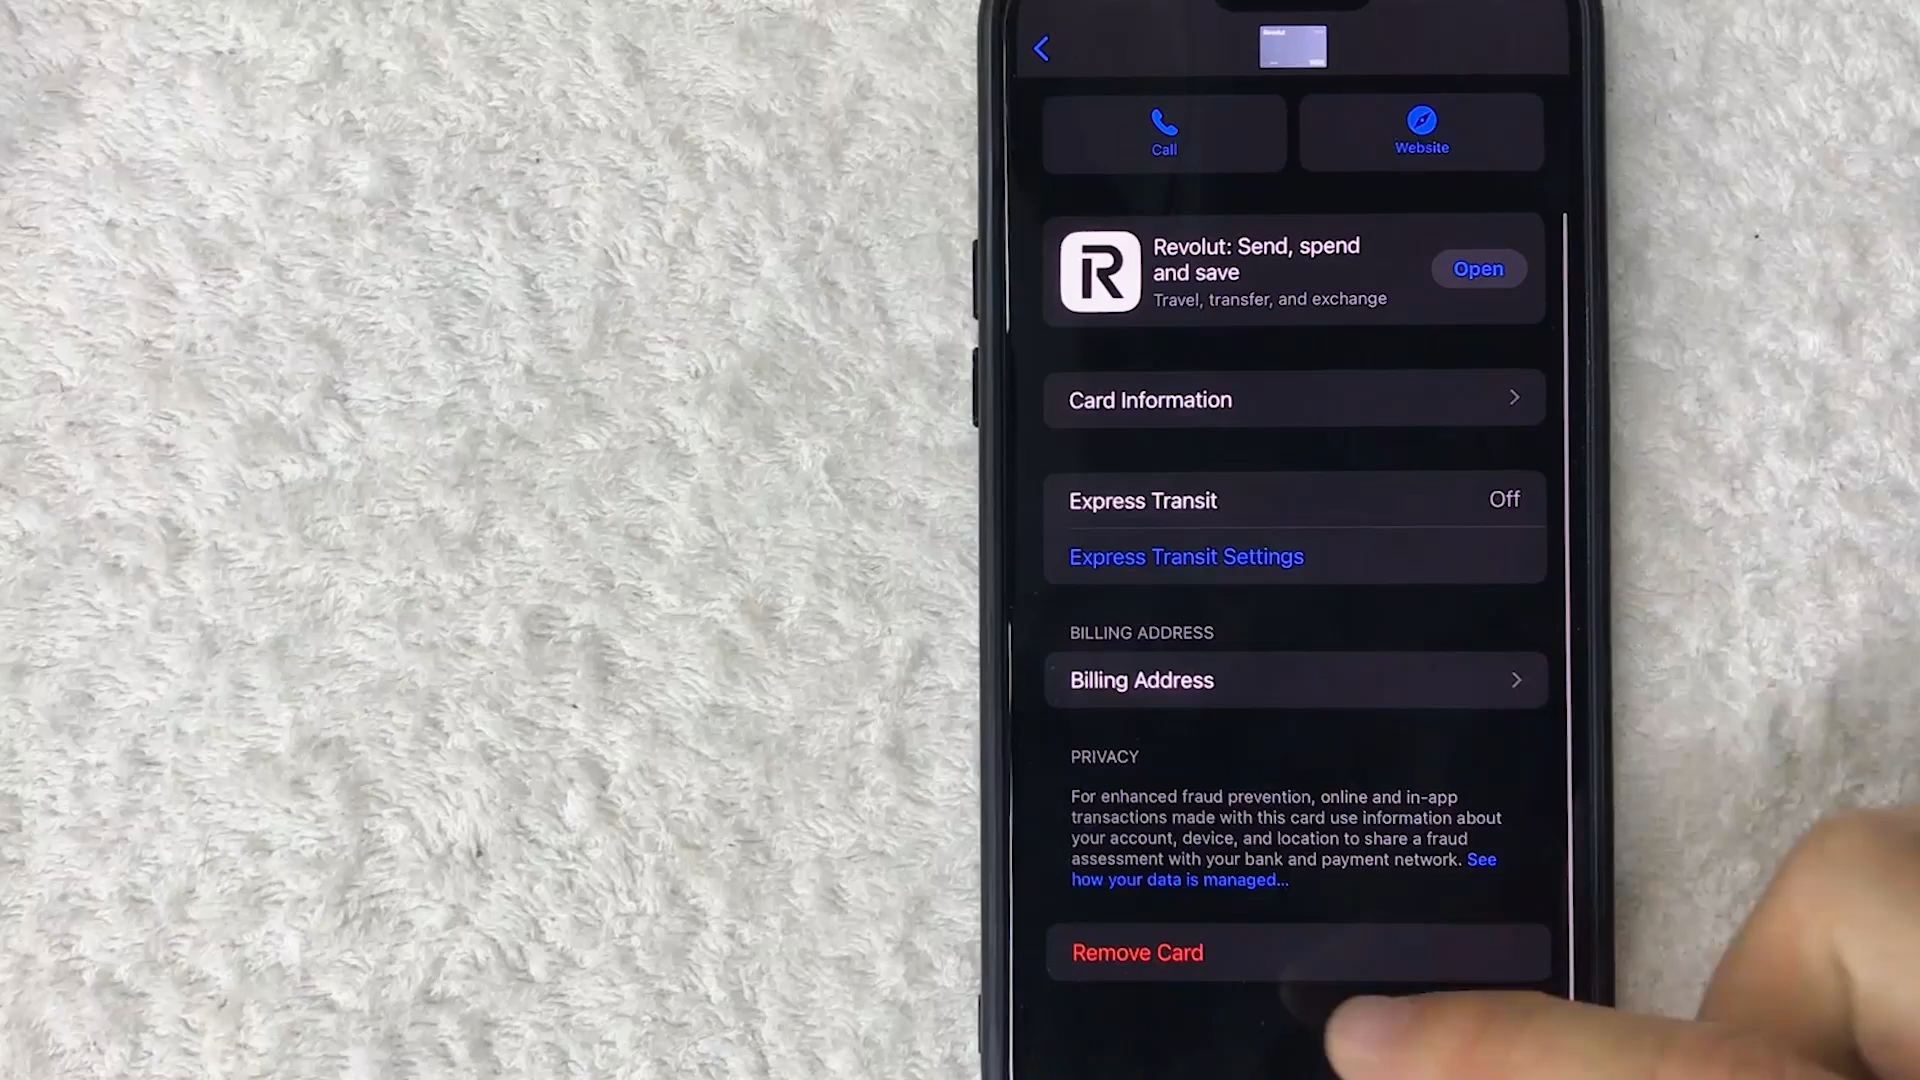 Revolut
Call
Website
Revolut: Send, spend
and save
Travel, transfer, and exchange
Open
Card Information
Express Transit
Off
Express Transit Settings
BILLING ADDRESS
Billing Address
PRIVACY
For enhanced fraud prevention, online and in-app
transactions made with this card use information about
your account, device, and location to share a fraud
assessment with your bank and payment network. See
how your data is managed...
Remove Card